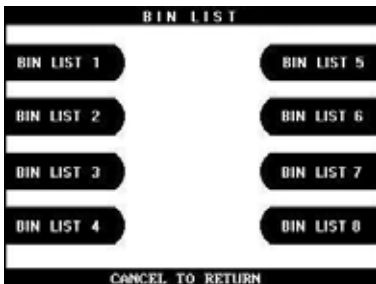 BIN LIST
BIN LIST 1
BIN LIST 2
BIN LIST 3
BIN LIST 4
BIN LIST 5
BIN LIST 6
BIN LIST 7
BIN LIST 8
CANCEL TO RETURN